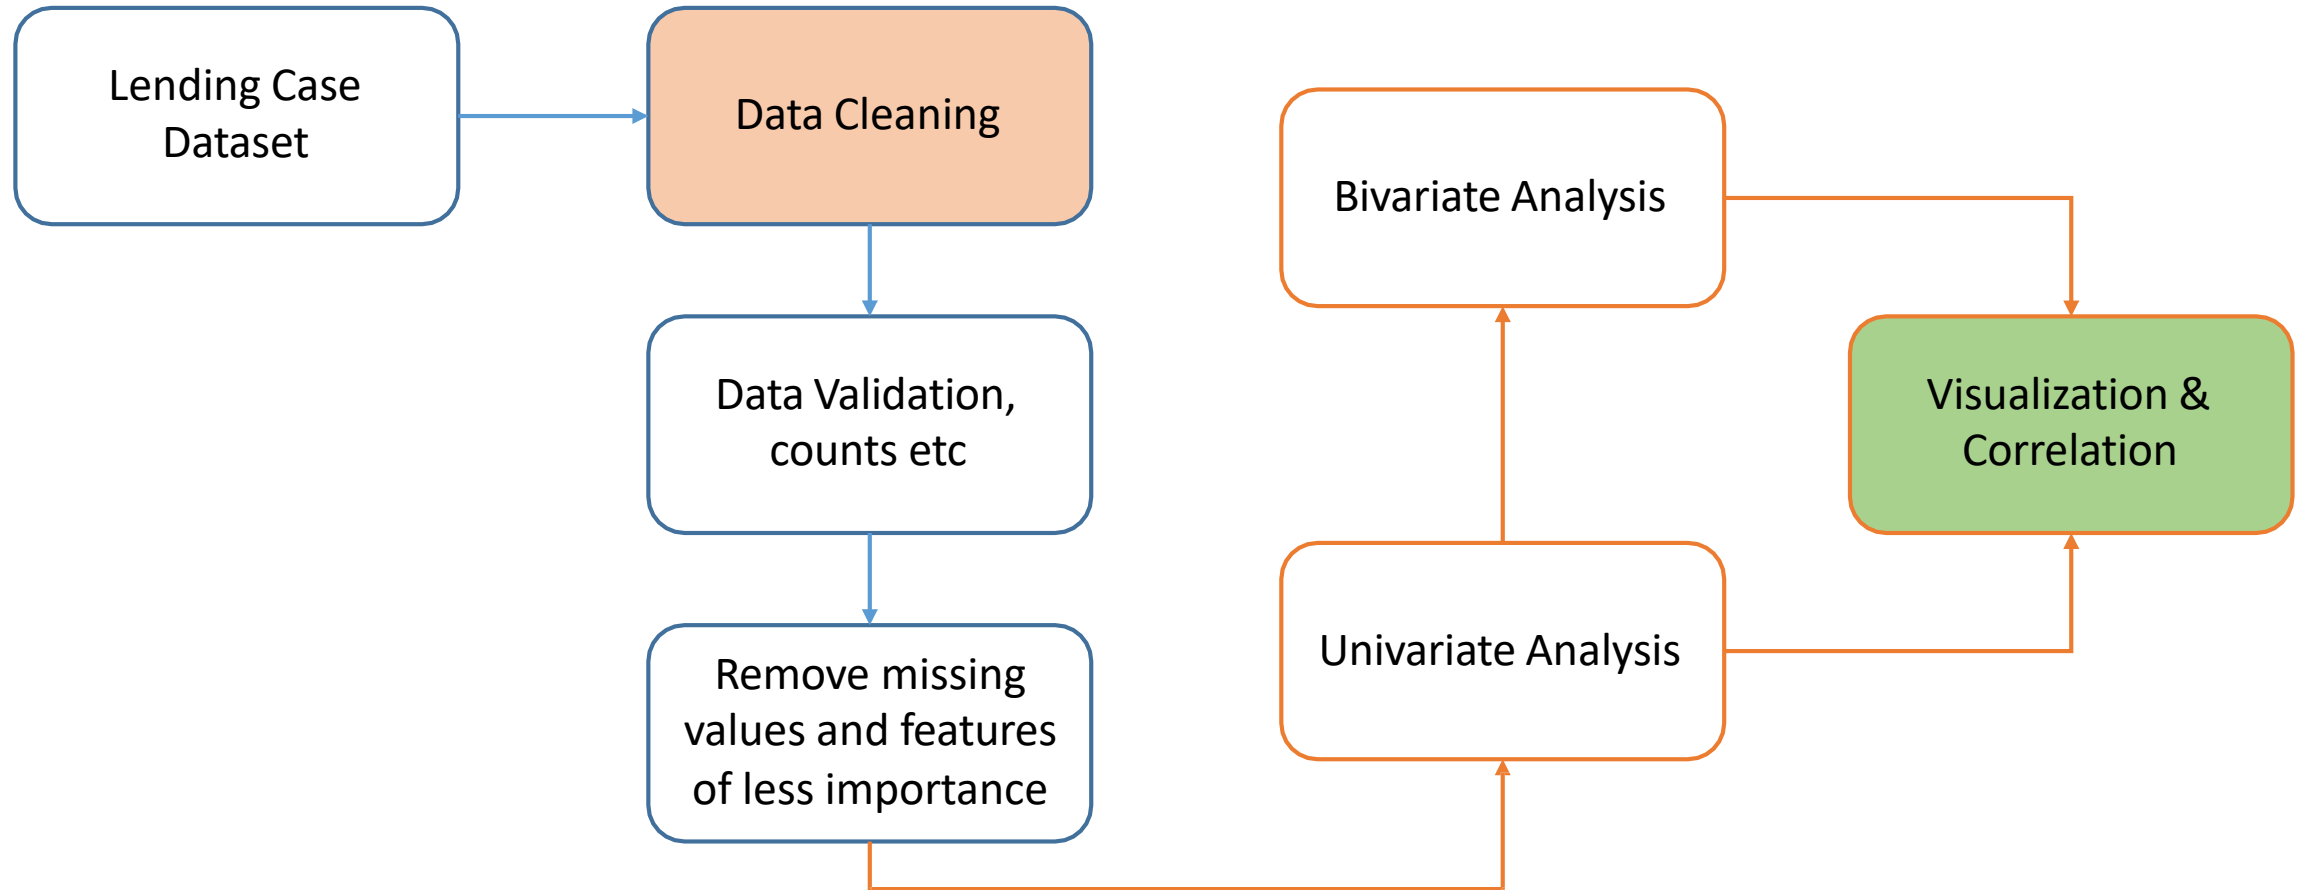 Lending Case
Dataset
Data Cleaning
Data Validation,
counts etc
Remove missing
values and features
of less importance
Bivariate Analysis
Univariate Analysis
Visualization &
Correlation